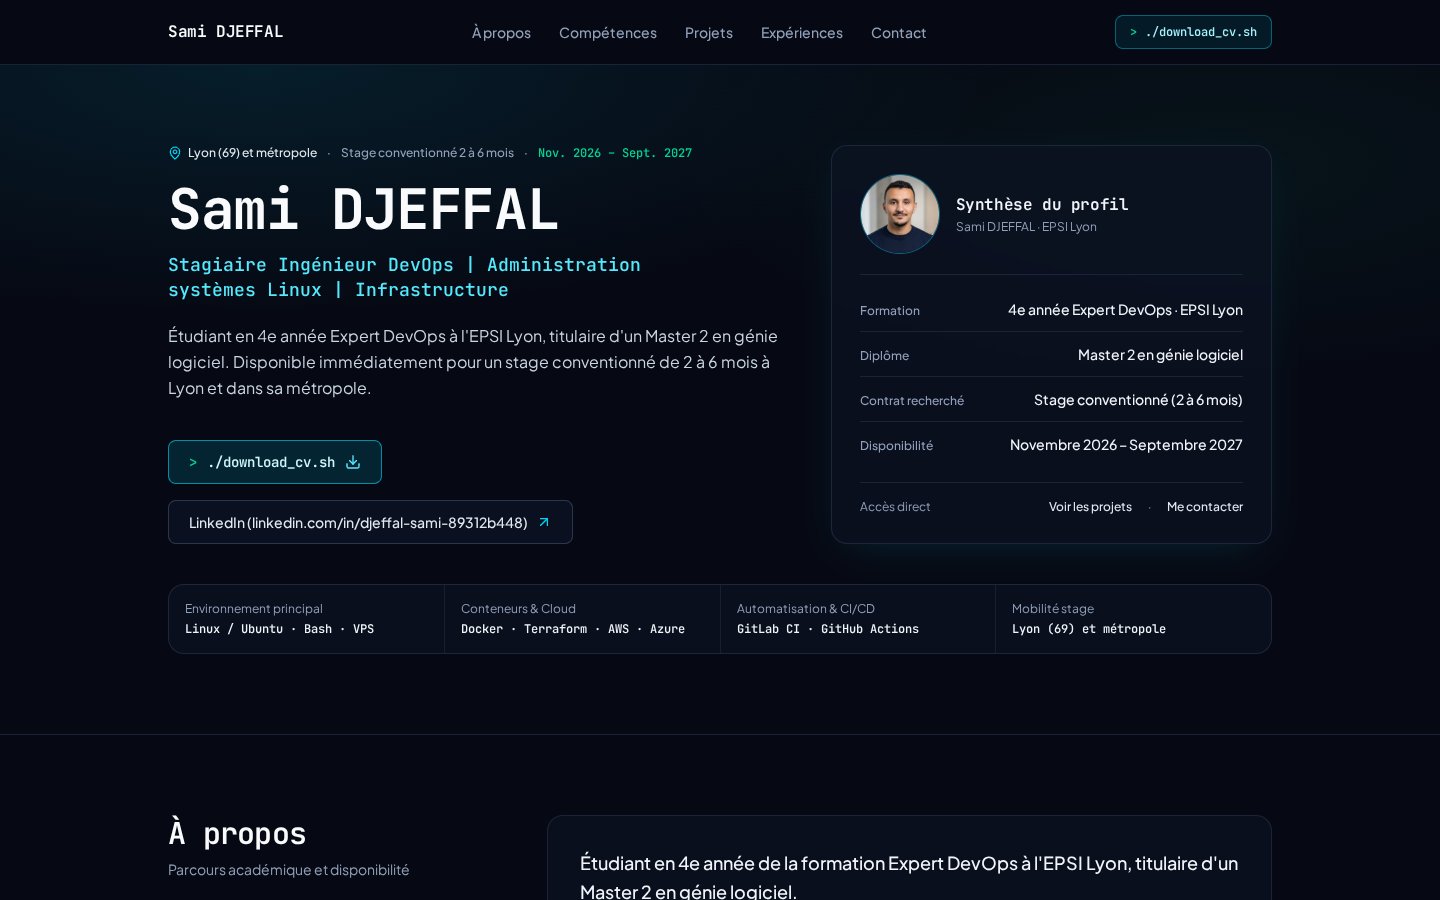 Sami DJEFFAL
À propos
Compétences
Projets
Expériences
Contact
> ./download_cv.sh
Lyon (69) et métropole · Stage conventionné 2 à 6 mois · Nov. 2026 – Sept. 2027
Sami DJEFFAL
Stagiaire Ingénieur DevOps | Administration
systèmes Linux | Infrastructure
Étudiant en 4e année Expert DevOps à l'EPSI Lyon, titulaire d'un Master 2 en génie
logiciel. Disponible immédiatement pour un stage conventionné de 2 à 6 mois à
Lyon et dans sa métropole.
> ./download_cv.sh
LinkedIn (linkedin.com/in/djeffal-sami-89312b448)
Synthèse du profil
Sami DJEFFAL · EPSI Lyon
Formation
4e année Expert DevOps · EPSI Lyon
Diplôme
Master 2 en génie logiciel
Contrat recherché
Stage conventionné (2 à 6 mois)
Disponibilité
Novembre 2026 – Septembre 2027
Accès direct
Voir les projets · Me contacter
Environnement principal
Linux / Ubuntu · Bash · VPS
Conteneurs & Cloud
Docker · Terraform · AWS · Azure
Automatisation & CI/CD
GitLab CI · GitHub Actions
Mobilité stage
Lyon (69) et métropole
À propos
Parcours académique et disponibilité
Étudiant en 4e année de la formation Expert DevOps à l'EPSI Lyon, titulaire d'un
Master 2 en génie logiciel.